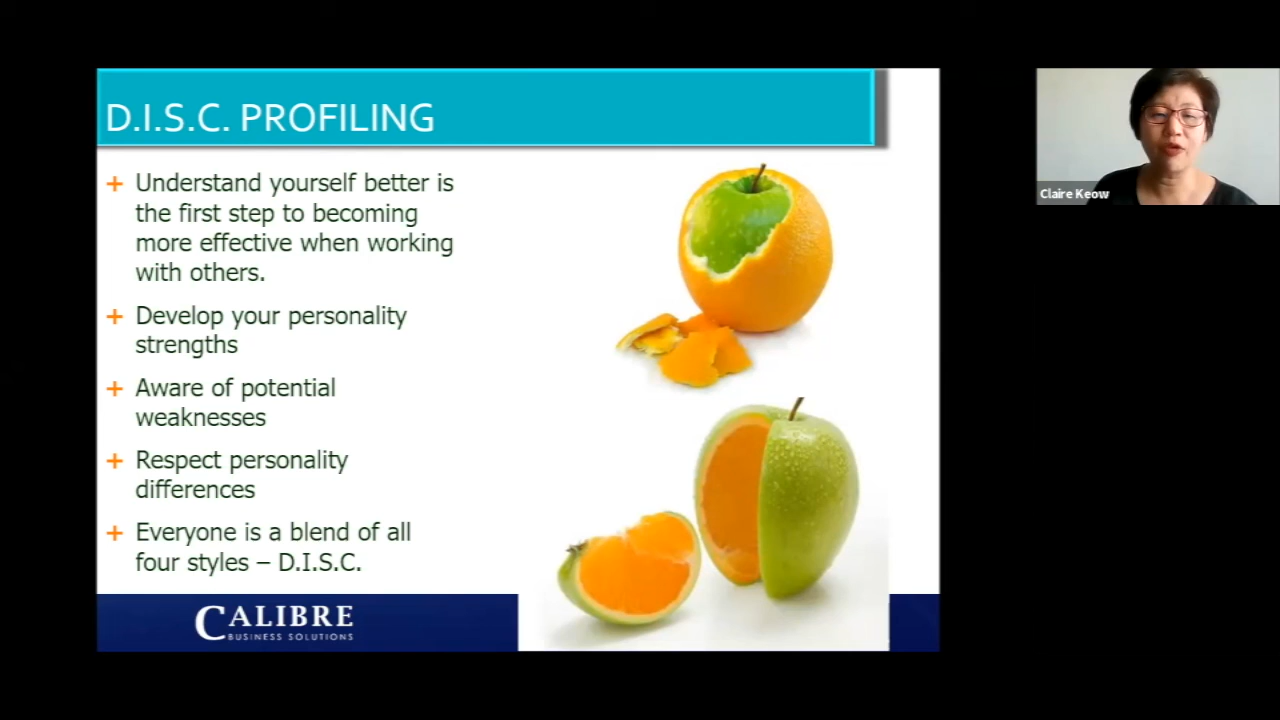 D.I.S.C. PROFILING
+ Understand yourself better is
the first step to becoming
more effective when working
with others.
+ Develop your personality
strengths
+ Aware of potential
weaknesses
+ Respect personality
differences
+ Everyone is a blend of all
four styles – D.I.S.C.
CALIBRE
BUSINESS SOLUTIONS
Claire Keow